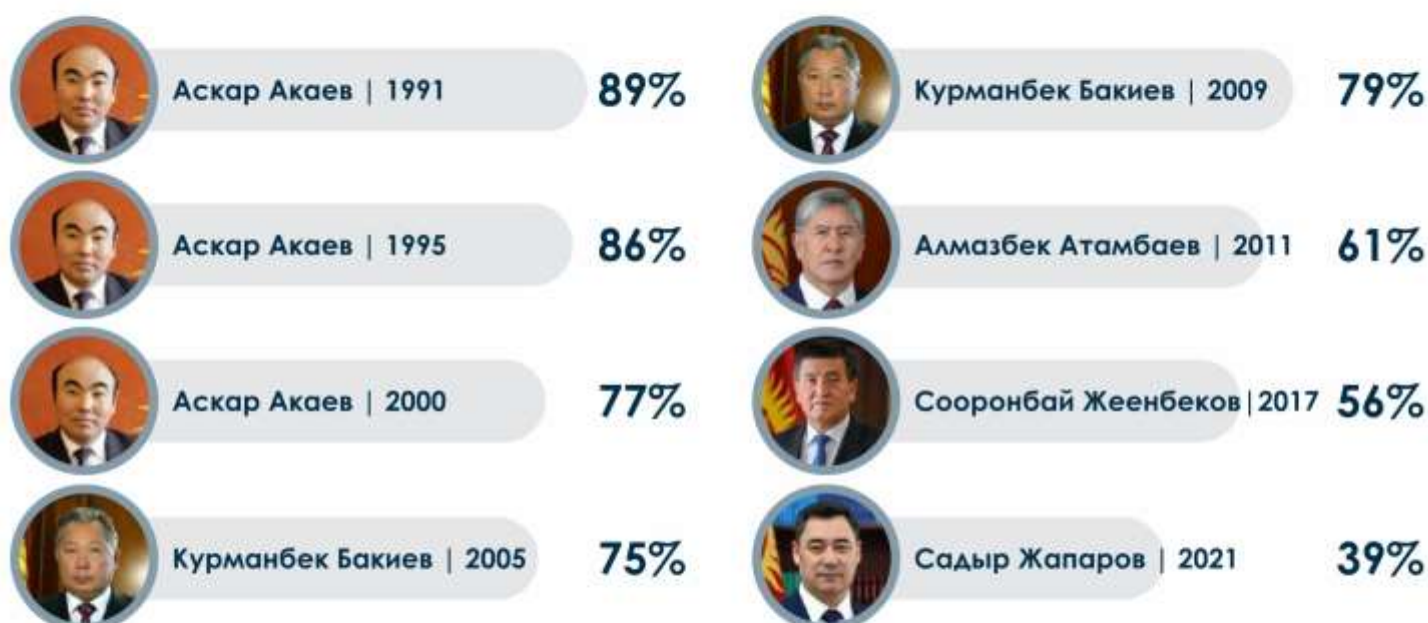 Аскар Акаев | 1991 89%
Аскар Акаев | 1995 86%
Аскар Акаев | 2000 77%
Курманбек Бакиев | 2005 75%
Курманбек Бакиев | 2009 79%
Алмазбек Атамбаев | 2011 61%
Сооронбай Жеенбеков|2017 56%
Садыр Жапаров | 2021 39%